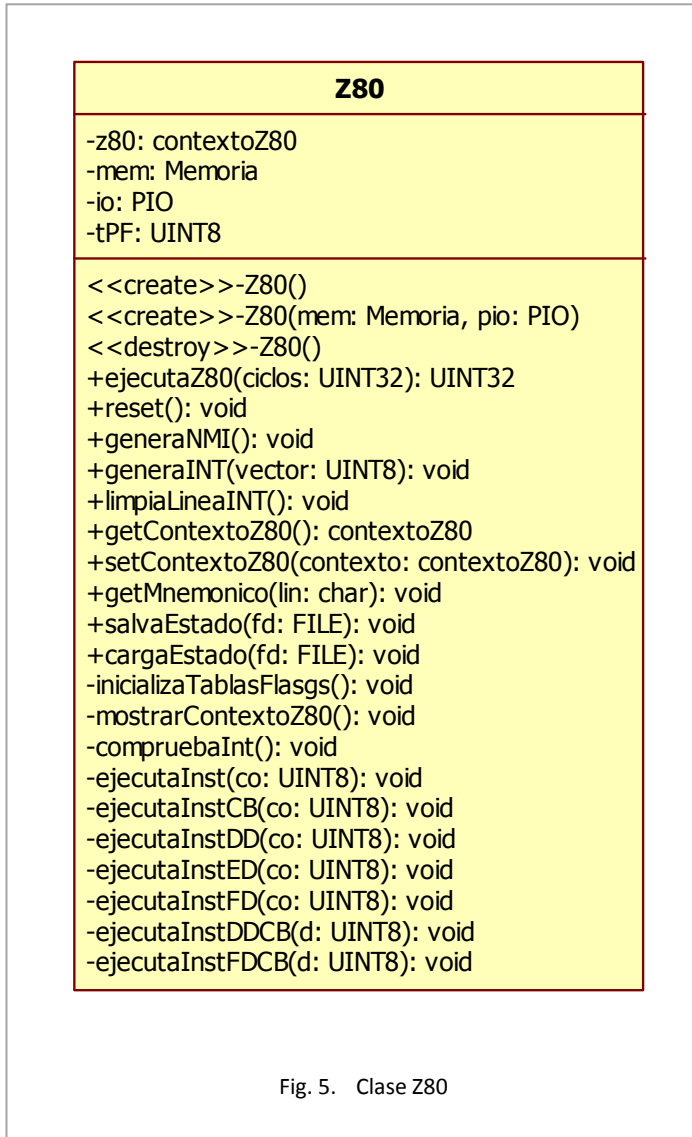 Z80
-z80: contextoZ80
-mem: Memoria
-io: PIO
-tPF: UINT8
<<create>>-Z80()
<<create>>-Z80(mem: Memoria, pio: PIO)
<<destroy>>-Z80()
+ejecutaZ80(ciclos: UINT32): UINT32
+reset(): void
+generaNMI(): void
+generaINT(vector: UINT8): void
+limpiaLineaINT(): void
+getContextoZ80(): contextoZ80
+setContextoZ80(contexto: contextoZ80): void
+getMnemonico(lin: char): void
+salvaEstado(fd: FILE): void
+cargaEstado(fd: FILE): void
-inicializaTablasFlasgs(): void
-mostrarContextoZ80(): void
-compruebaInt(): void
-ejecutaInst(co: UINT8): void
-ejecutaInstCB(co: UINT8): void
-ejecutaInstDD(co: UINT8): void
-ejecutaInstED(co: UINT8): void
-ejecutaInstFD(co: UINT8): void
-ejecutaInstDDCB(d: UINT8): void
-ejecutaInstFDCB(d: UINT8): void
Fig. 5. Clase Z80